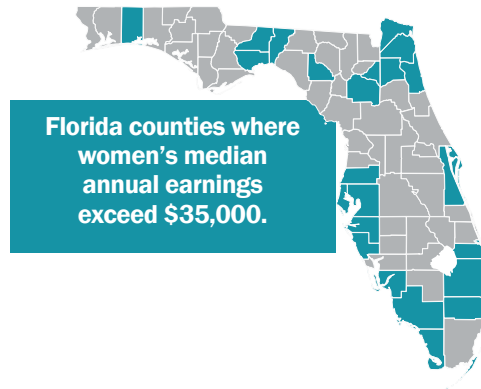 Florida counties where
women’s median
annual earnings
exceed $35,000.